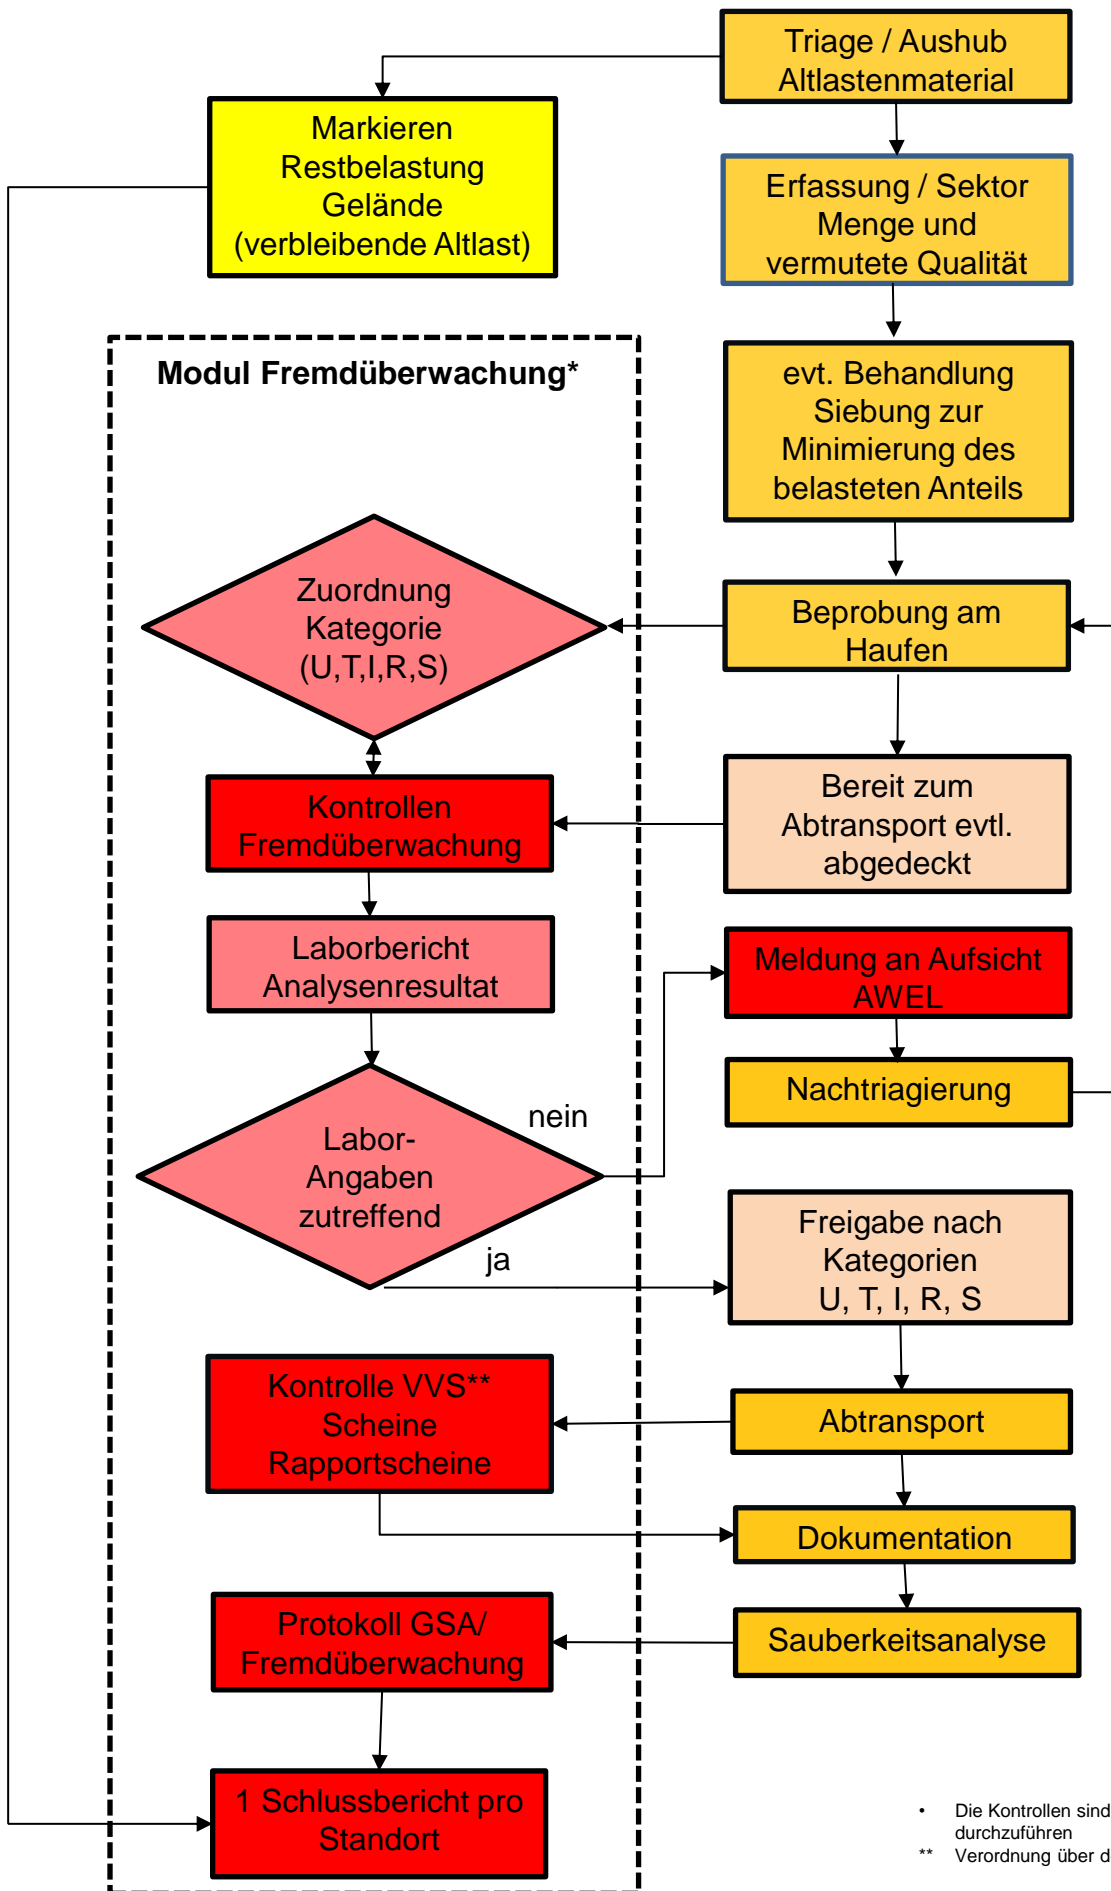 Triage / Aushub
Altlastenmaterial
Markieren
Restbelastung
Gelände
(verbleibende Altlast)
Erfassung / Sektor
Menge und
vermutete Qualität
Modul Fremdüberwachung*
evt. Behandlung
Siebung zur
Minimierung des
belasteten Anteils
Zuordnung
Kategorie
(U,T,I,R,S)
Beprobung am
Haufen
Kontrollen
Fremdüberwachung
Bereit zum
Abtransport evtl.
abgedeckt
Laborbericht
Analysenresultat
Meldung an Aufsicht
AWEL
Nachtriagierung
nein
Labor-
Angaben
zutreffend
ja
Freigabe nach
Kategorien
U, T, I, R, S
Kontrolle VVS**
Scheine
Rapportscheine
Abtransport
Dokumentation
Protokoll GSA/
Fremdüberwachung
Sauberkeitsanalyse
1 Schlussbericht pro
Standort
• Die Kontrollen sind
durchzuführen
** Verordnung über d